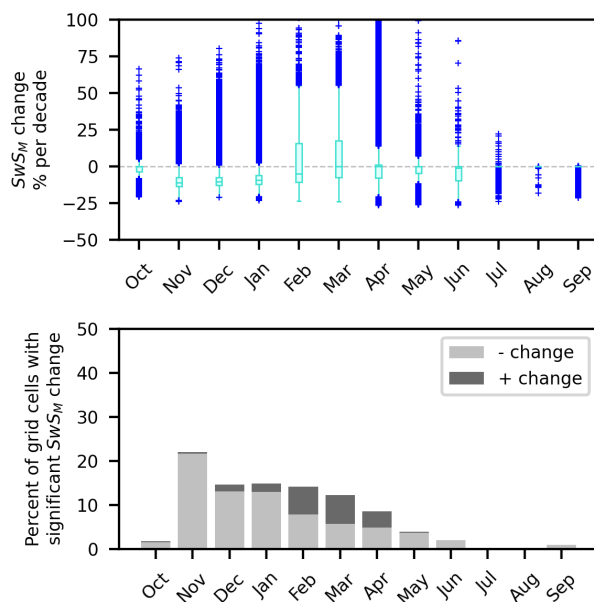 SwS_M change
% per decade
100
75
50
25
0
−25
−50
Oct
Nov
Dec
Jan
Feb
Mar
Apr
May
Jun
Jul
Aug
Sep
Percent of grid cells with
significant SwS_M change
50
40
30
20
10
0
- change
+ change
Oct
Nov
Dec
Jan
Feb
Mar
Apr
May
Jun
Jul
Aug
Sep